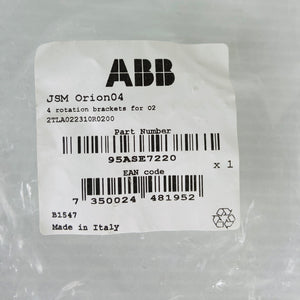 ABB
JSM Orion04
4 rotation brackets for O2
2TLA022310R0200
Part Number
95ASE7220
x 1
EAN code
7 350024 481952
B1547
Made in Italy